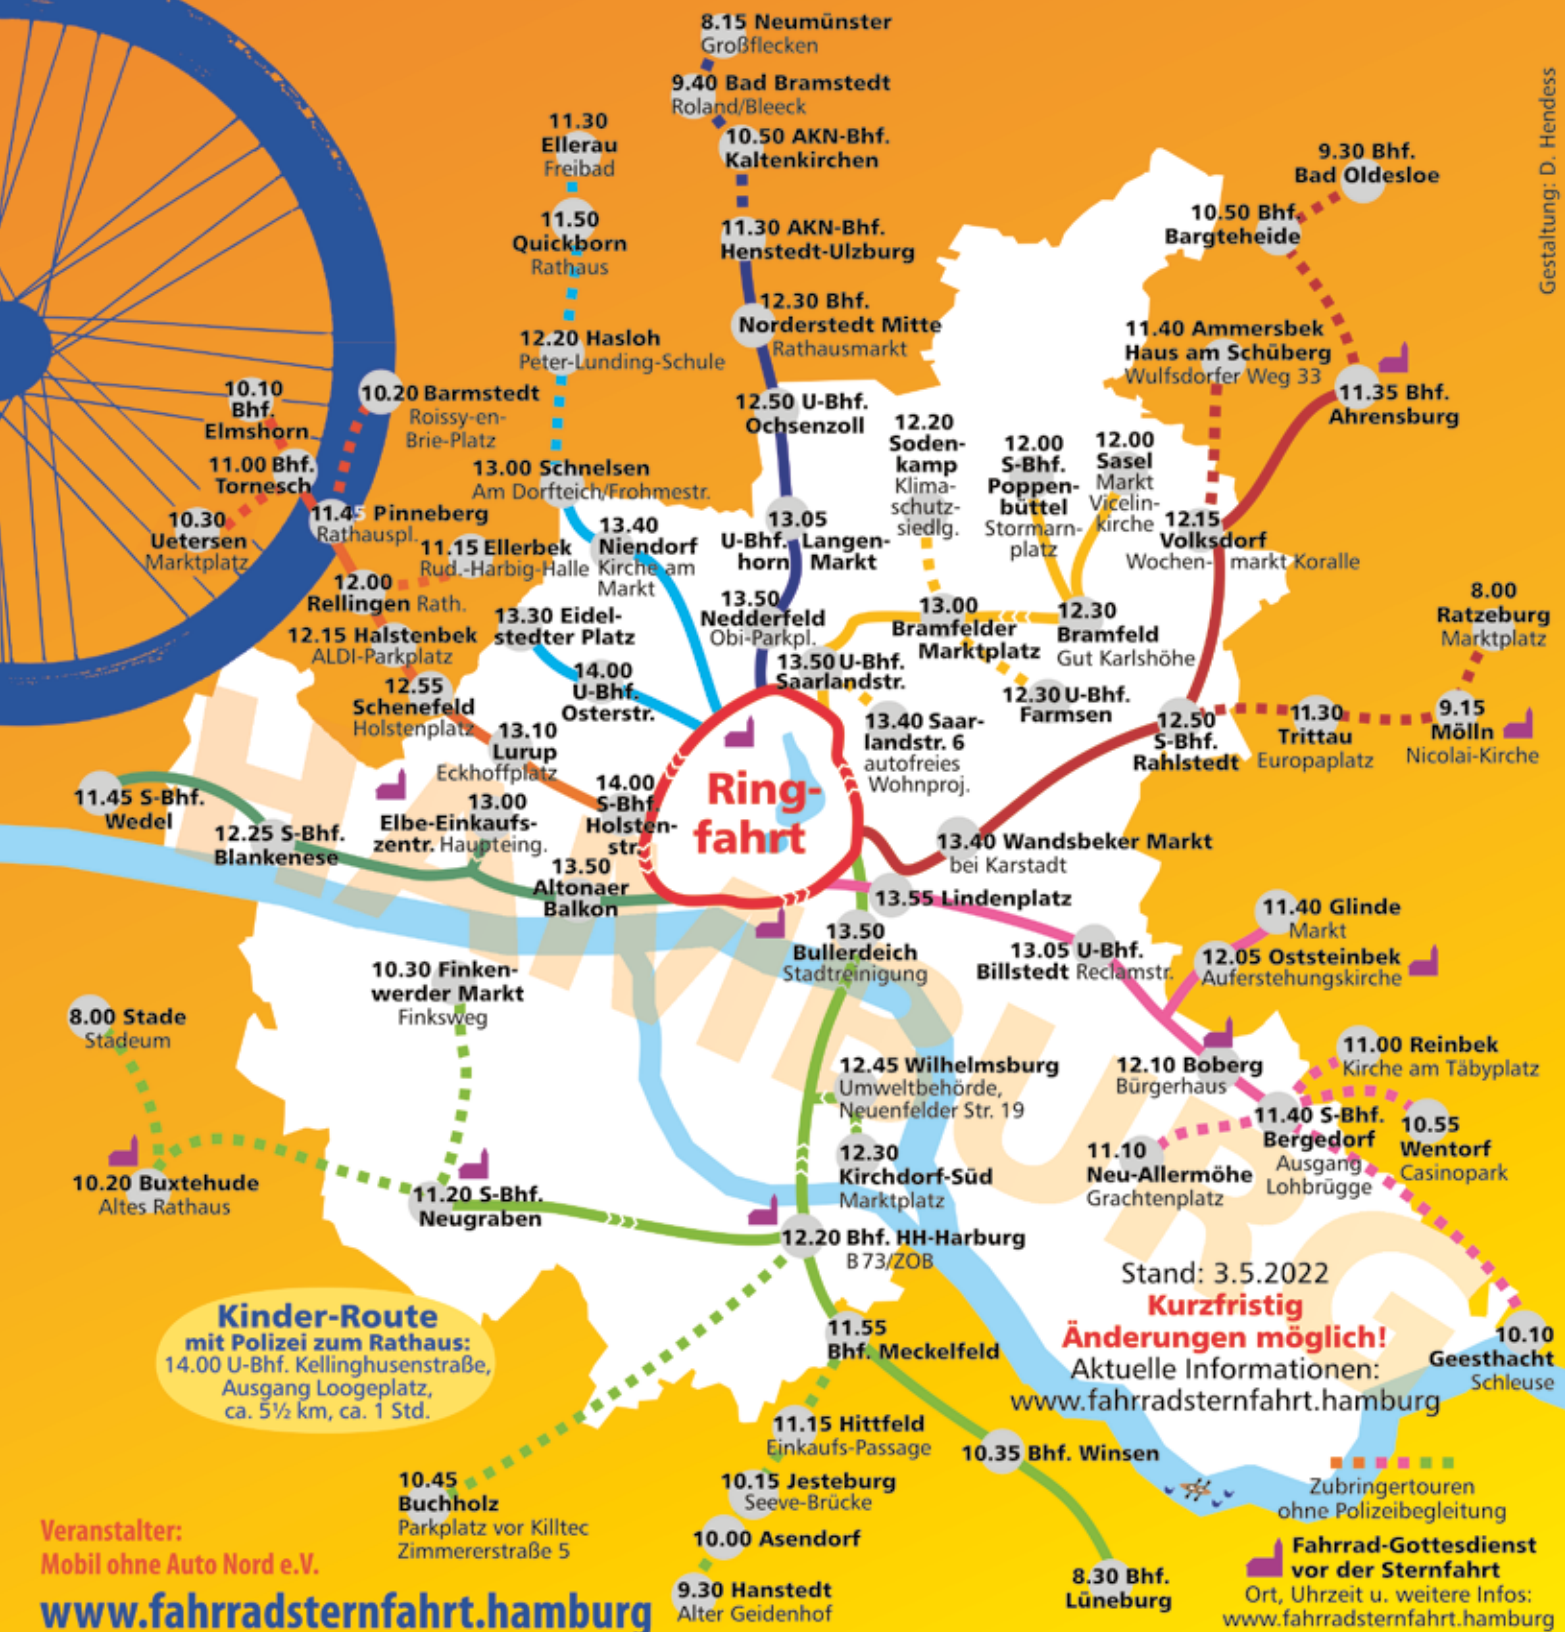 8.15 Neumünster
Großflecken
9.40 Bad Bramstedt
Roland/Bleeck
10.50 AKN-Bhf.
Kaltenkirchen
11.30 AKN-Bhf.
Henstedt-Ulzburg
12.30 Bhf.
Norderstedt Mitte
Rathausmarkt
12.50 U-Bhf.
Ochsenzoll
13.05
U-Bhf. Langen-
horn Markt
13.50
Nedderfeld
Obi-Parkpl.
11.30
Ellerau
Freibad
11.50
Quickborn
Rathaus
12.20 Hasloh
Peter-Lunding-Schule
13.00 Schnelsen
Am Dorfteich/Frohmestr.
13.40
Niendorf
Kirche am
Markt
13.30 Eidel-
stedter Platz
14.00
U-Bhf.
Osterstr.
10.10
Bhf.
Elmshorn
10.20 Barmstedt
Roissy-en-
Brie-Platz
11.00 Bhf.
Tornesch
10.30
Uetersen
Marktplatz
11.45 Pinneberg
Rathauspl.
11.15 Ellerbek
Rud.-Harbig-Halle
12.00
Rellingen Rath.
12.15 Halstenbek
ALDI-Parkplatz
12.55
Schenefeld
Holstenplatz
13.10
Lurup
Eckhoffplatz
14.00
S-Bhf.
Holsten-
str.
11.45 S-Bhf.
Wedel
12.25 S-Bhf.
Blankenese
13.00
Elbe-Einkaufs-
zentr. Haupteing.
13.50
Altonaer
Balkon
Ring-
fahrt
HAMBURG
9.30 Bhf.
Bad Oldesloe
10.50 Bhf.
Bargteheide
11.40 Ammersbek
Haus am Schüberg
Wulfsdorfer Weg 33
11.35 Bhf.
Ahrensburg
12.20
Soden-
kamp
Klima-
schutz-
siedlg.
12.00
S-Bhf.
Poppen-
büttel
Stormarn-
platz
12.00
Sasel
Markt
Vicelin-
kirche
12.15
Volksdorf
Wochen-markt Koralle
13.00
Bramfelder
Marktplatz
12.30
Bramfeld
Gut Karlshöhe
13.50 U-Bhf.
Saarlandstr.
12.30 U-Bhf.
Farmsen
13.40 Saar-
landstr. 6
autofreies
Wohnproj.
8.00
Ratzeburg
Marktplatz
9.15
Mölln
Nicolai-Kirche
11.30
Trittau
Europaplatz
12.50
S-Bhf.
Rahlstedt
13.40 Wandsbeker Markt
bei Karstadt
13.55 Lindenplatz
11.40 Glinde
Markt
13.05 U-Bhf.
Billstedt Reclamstr.
12.05 Oststeinbek
Auferstehungskirche
12.10 Boberg
Bürgerhaus
11.00 Reinbek
Kirche am Täbyplatz
11.40 S-Bhf.
Bergedorf
Ausgang
Lohbrügge
10.55
Wentorf
Casinopark
11.10
Neu-Allermöhe
Grachtenplatz
10.10
Geesthacht
Schleuse
13.50
Bullerdeich
Stadtreinigung
12.45 Wilhelmsburg
Umweltbehörde,
Neuenfelder Str. 19
12.30
Kirchdorf-Süd
Marktplatz
12.20 Bhf. HH-Harburg
B 73/ZOB
10.30 Finken-
werder Markt
Finksweg
8.00 Stade
Stadeum
10.20 Buxtehude
Altes Rathaus
11.20 S-Bhf.
Neugraben
11.55
Bhf. Meckelfeld
11.15 Hittfeld
Einkaufs-Passage
10.15 Jesteburg
Seeve-Brücke
10.00 Asendorf
9.30 Hanstedt
Alter Geidenhof
10.35 Bhf. Winsen
8.30 Bhf.
Lüneburg
10.45
Buchholz
Parkplatz vor Killtec
Zimmererstraße 5
Kinder-Route
mit Polizei zum Rathaus:
14.00 U-Bhf. Kellinghusenstraße,
Ausgang Loogeplatz,
ca. 5½ km, ca. 1 Std.
Stand: 3.5.2022
Kurzfristig
Änderungen möglich!
Aktuelle Informationen:
www.fahrradsternfahrt.hamburg
Zubringertouren
ohne Polizeibegleitung
Fahrrad-Gottesdienst
vor der Sternfahrt
Ort, Uhrzeit u. weitere Infos:
www.fahrradsternfahrt.hamburg
Veranstalter:
Mobil ohne Auto Nord e.V.
www.fahrradsternfahrt.hamburg
Gestaltung: D. Hendess